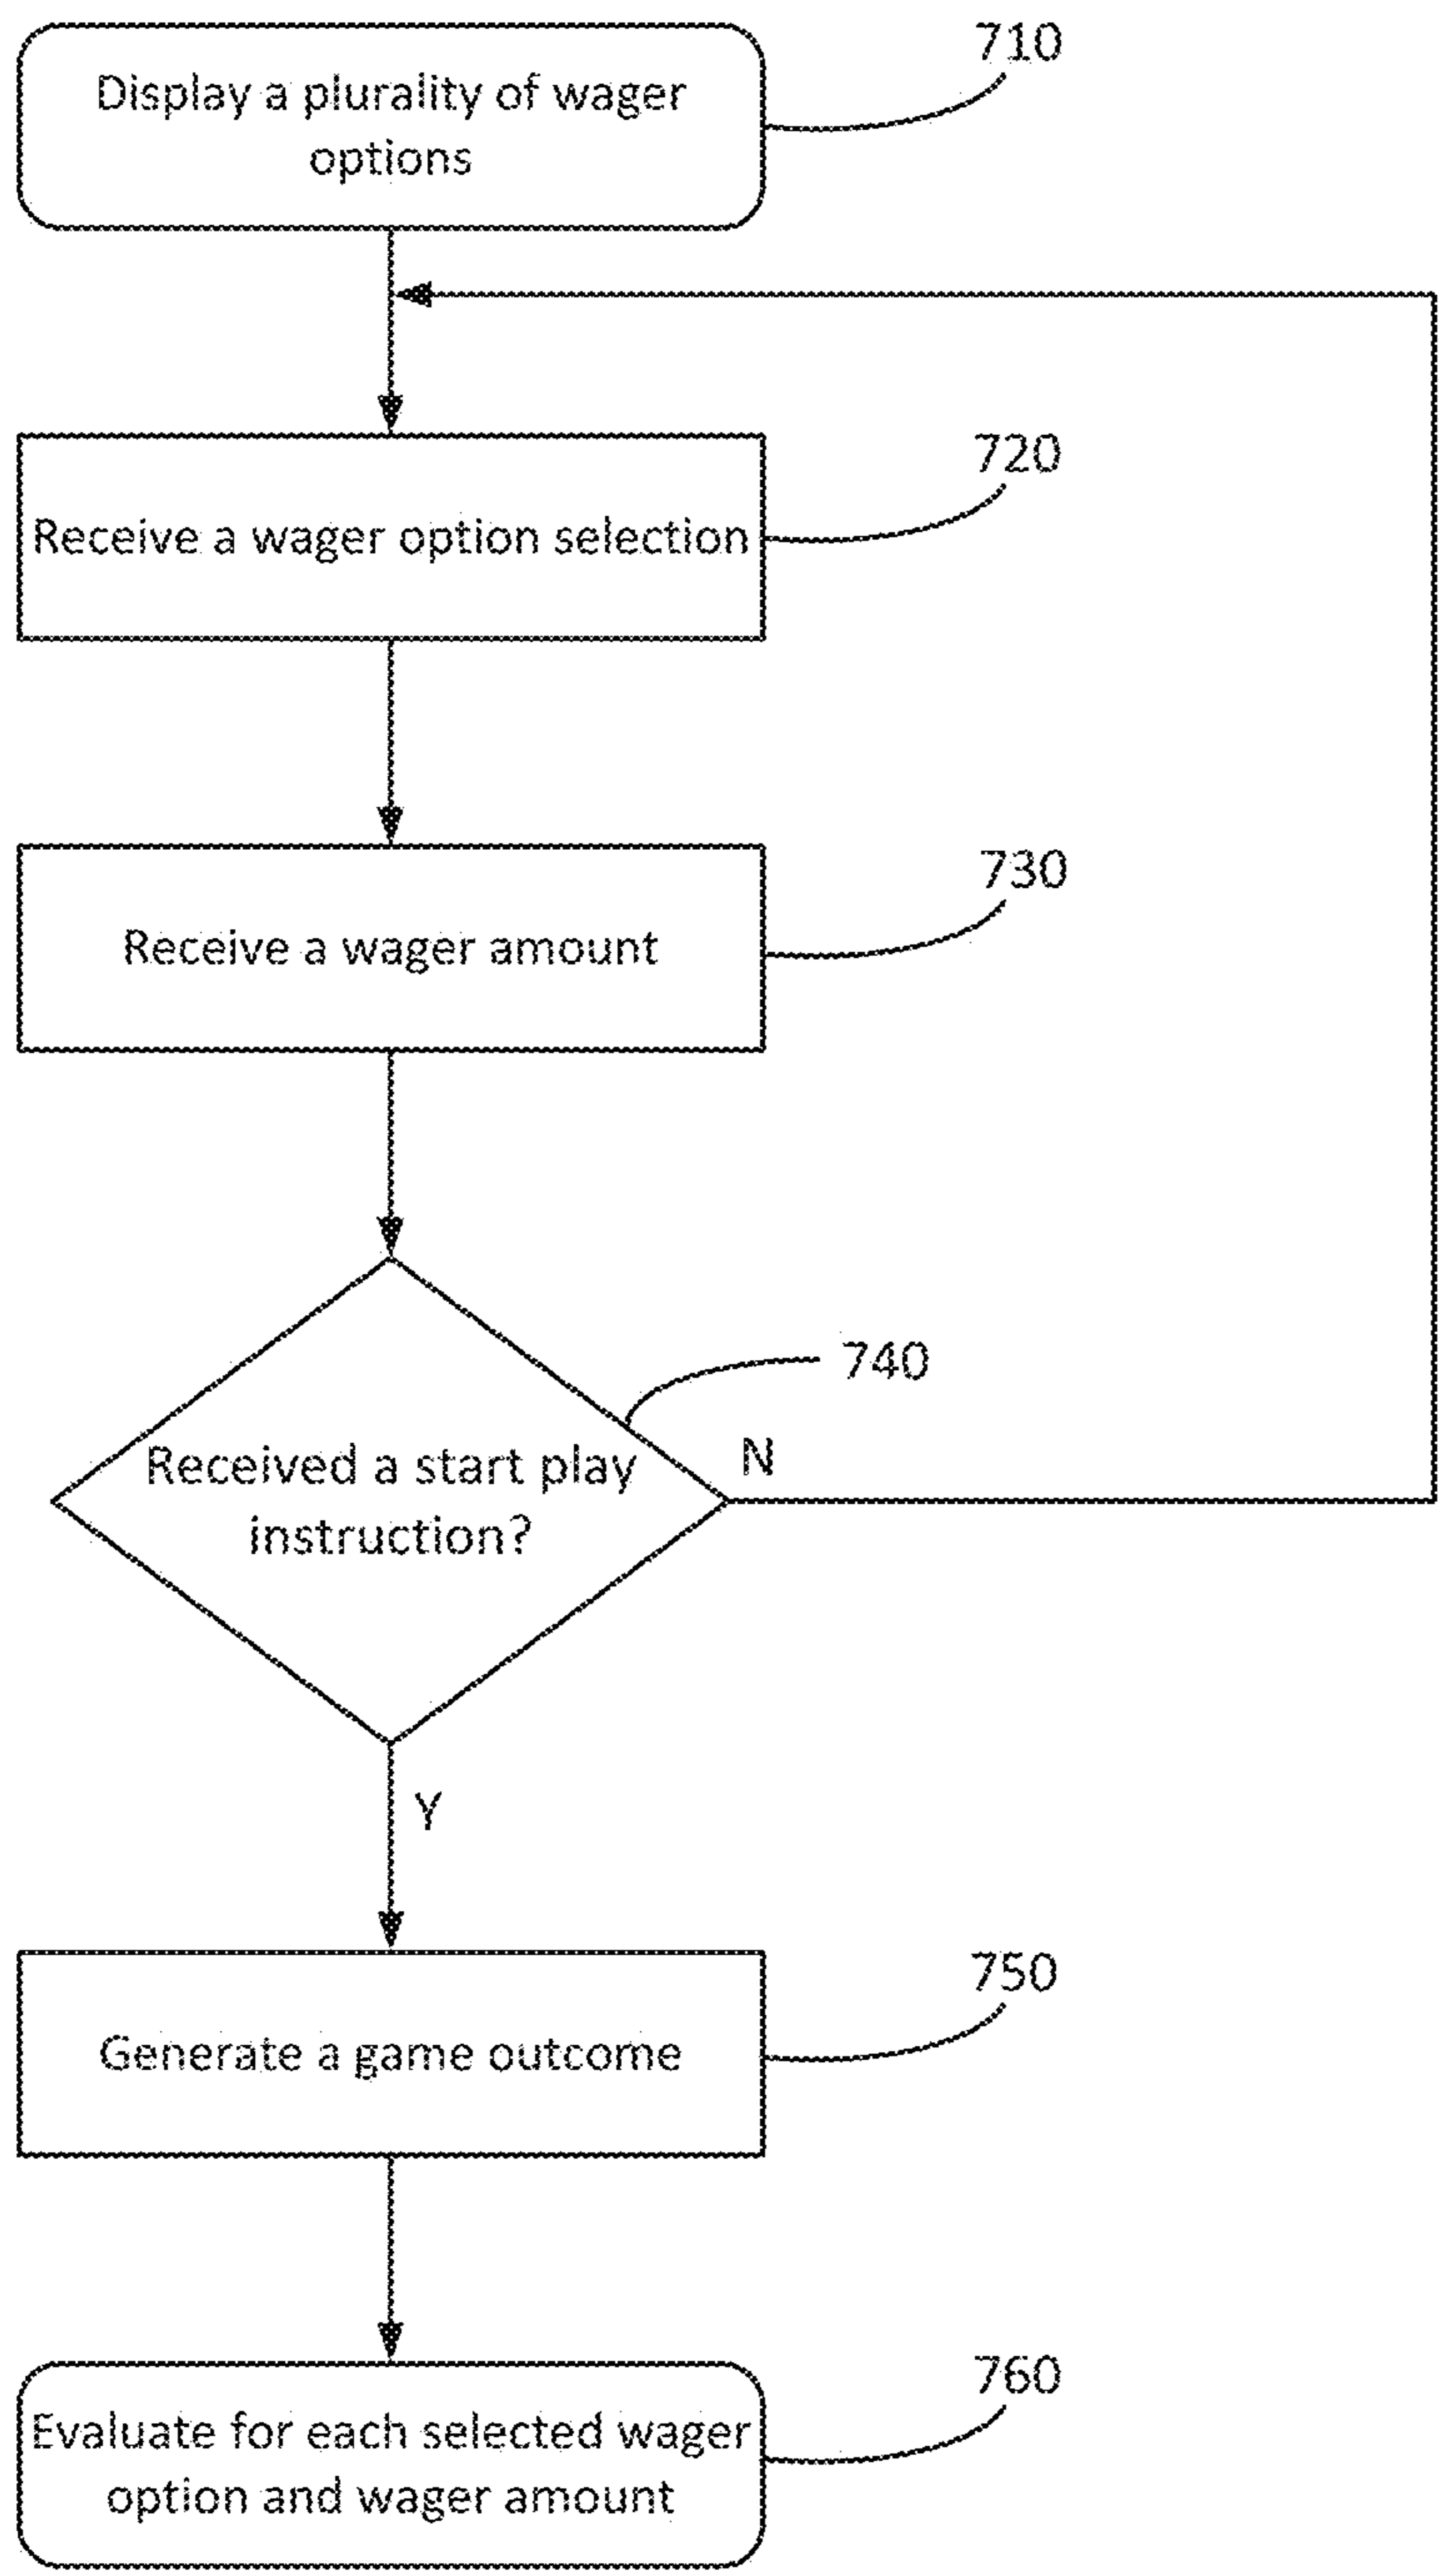 710
Display a plurality of wager
options
720
Receive a wager option selection
730
Receive a wager amount
740
Received a start play
instruction?
N
Y
750
Generate a game outcome
760
Evaluate for each selected wager
option and wager amount